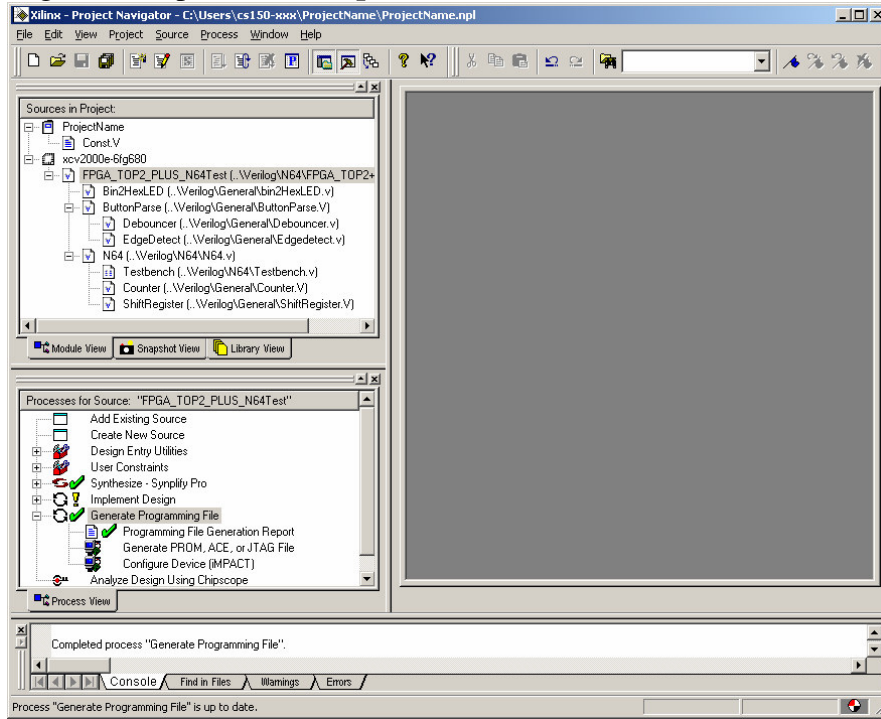 Xilinx - Project Navigator - C:\Users\cs150-xxx\ProjectName\ProjectName.npl
File Edit View Project Source Process Window Help
Sources in Project:
ProjectName
Const.V
xcv2000e-6fg680
FPGA_TOP2_PLUS_N64Test (..\Verilog\N64\FPGA_TOP2+
Bin2HexLED (..\Verilog\General\bin2HexLED.v)
ButtonParse (..\Verilog\General\ButtonParse.V)
Debouncer (..\Verilog\General\Debouncer.v)
EdgeDetect (..\Verilog\General\Edgedetect.v)
N64 (..\Verilog\N64\N64.v)
Testbench (..\Verilog\N64\Testbench.v)
Counter (..\Verilog\General\Counter.V)
ShiftRegister (..\Verilog\General\ShiftRegister.V)
Module View Snapshot View Library View
Processes for Source: "FPGA_TOP2_PLUS_N64Test"
Add Existing Source
Create New Source
Design Entry Utilities
User Constraints
Synthesize - Synplify Pro
Implement Design
Generate Programming File
Programming File Generation Report
Generate PROM, ACE, or JTAG File
Configure Device (iMPACT)
Analyze Design Using Chipscope
Process View
Completed process "Generate Programming File".
Console Find in Files Warnings Errors
Process "Generate Programming File" is up to date.